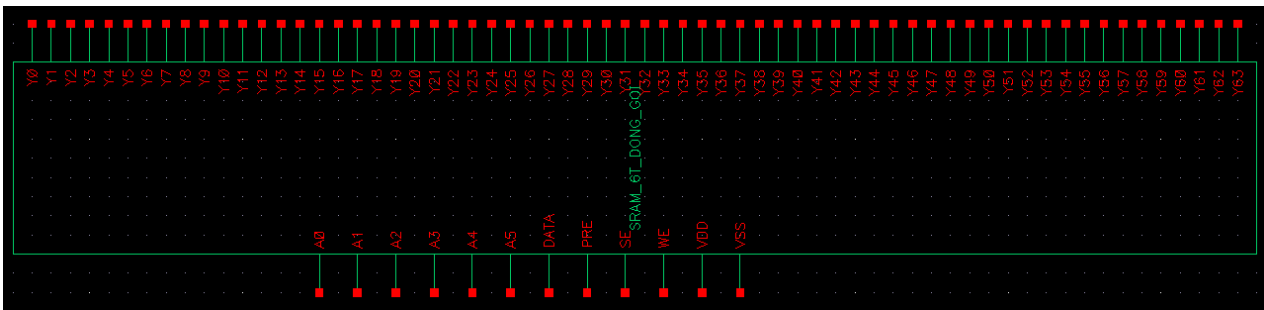 Y0 Y1 Y2 Y3 Y4 Y5 Y6 Y7 Y8 Y9 Y10 Y11 Y12 Y13 Y14 Y15 Y16 Y17 Y18 Y19 Y20 Y21 Y22 Y23 Y24 Y25 Y26 Y27 Y28 Y29 Y30 Y31 Y32 Y33 Y34 Y35 Y36 Y37 Y38 Y39 Y40 Y41 Y42 Y43 Y44 Y45 Y46 Y47 Y48 Y49 Y50 Y51 Y52 Y53 Y54 Y55 Y56 Y57 Y58 Y59 Y60 Y61 Y62 Y63
SRAM_6T_DONG_GOI
A0 A1 A2 A3 A4 A5 DATA PRE SE WE VDD VSS